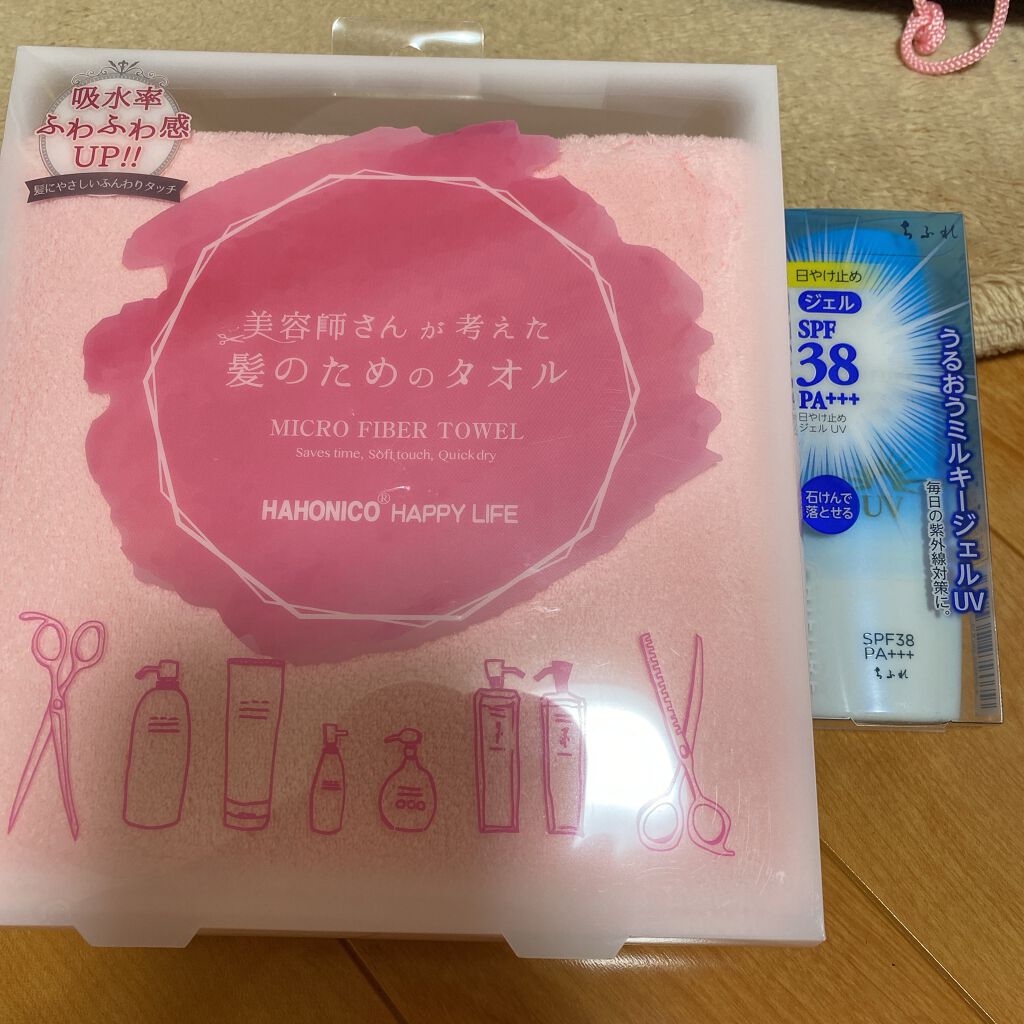 吸水率
ふわふわ感
UP!!
髪にやさしいふんわりタッチ
美容師さんが考えた
髪のためのタオル
MICRO FIBER TOWEL
Saves time, Soft touch, Quick dry
HAHONICO® HAPPY LIFE
ちふれ
日やけ止め
ジェル
SPF
38
PA+++
日やけ止め
ジェル UV
石けんで
落とせる
UV
うるおうミルキージェルUV
毎日の紫外線対策に。
SPF38
PA+++
ちふれ